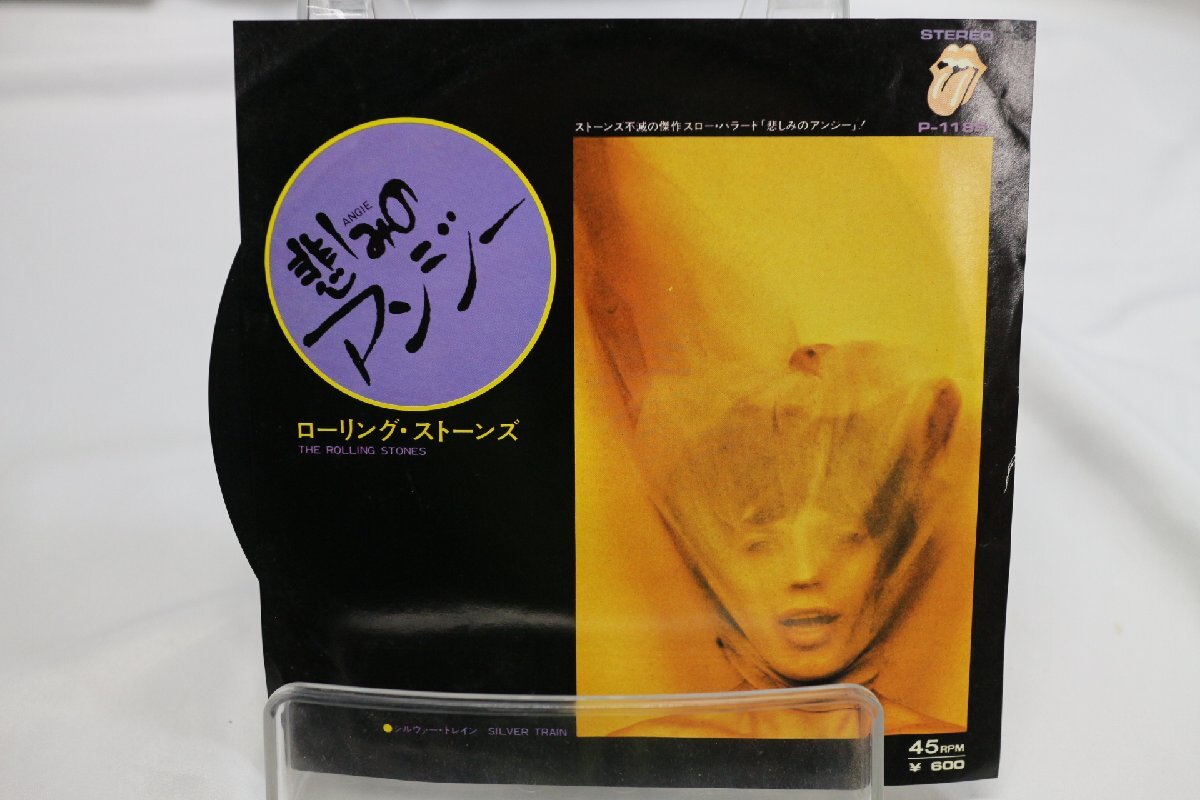 STEREO
ストーンズ不滅の傑作スロー・バラード「悲しみのアンジー」!
悲しみの
ANGIE
アンジー
ローリング・ストーンズ
THE ROLLING STONES
●シルヴァー・トレイン SILVER TRAIN
45 RPM
¥ 600